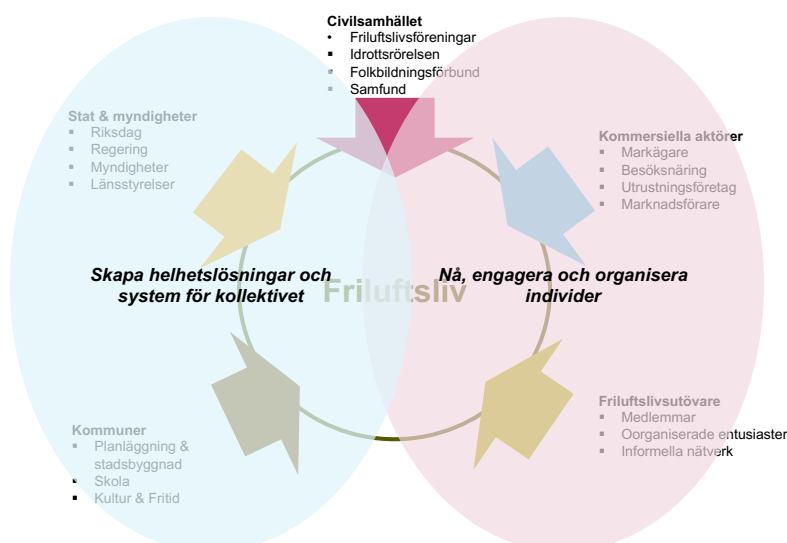 Civilsamhället
• Friluftslivsföreningar
▪ Idrottsrörelsen
▪ Folkbildningsförbund
▪ Samfund
Stat & myndigheter
▪ Riksdag
▪ Regering
▪ Myndigheter
▪ Länsstyrelser
Kommersiella aktörer
▪ Markägare
▪ Besöksnäring
▪ Utrustningsföretag
▪ Marknadsförare
Skapa helhetslösningar och
system för kollektivet
Friluftsliv
Nå, engagera och organisera
individer
Kommuner
▪ Planläggning &
stadsbyggnad
▪ Skola
▪ Kultur & Fritid
Friluftslivsutövare
▪ Medlemmar
▪ Oorganiserade entusiaster
▪ Informella nätverk